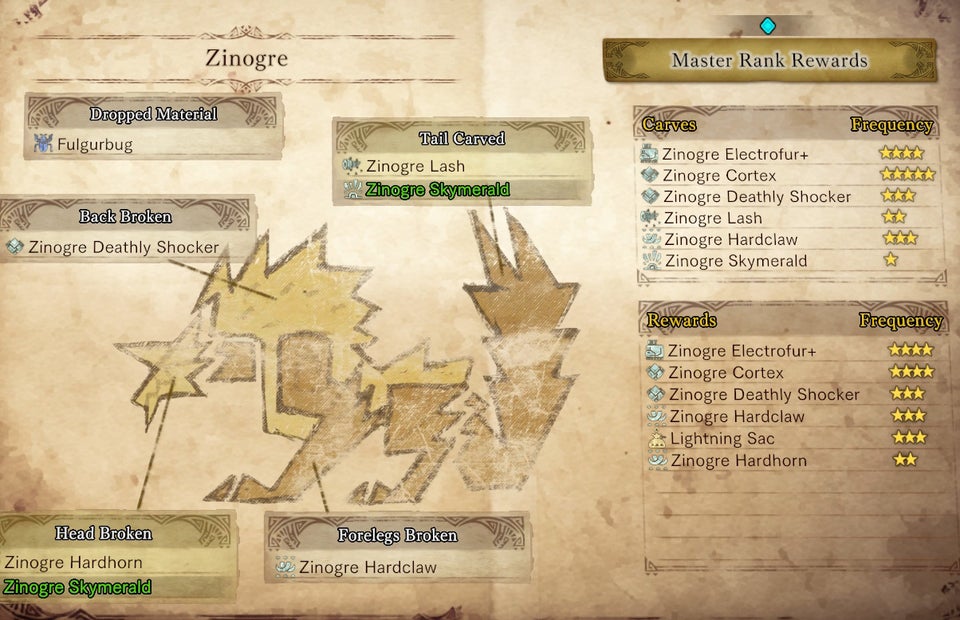 Zinogre
Master Rank Rewards
Dropped Material
Fulgurbug
Tail Carved
Zinogre Lash
Zinogre Skymerald
Back Broken
Zinogre Deathly Shocker
Head Broken
Zinogre Hardhorn
Zinogre Skymerald
Forelegs Broken
Zinogre Hardclaw
Carves Frequency
Zinogre Electrofur+
Zinogre Cortex
Zinogre Deathly Shocker
Zinogre Lash
Zinogre Hardclaw
Zinogre Skymerald
Rewards Frequency
Zinogre Electrofur+
Zinogre Cortex
Zinogre Deathly Shocker
Zinogre Hardclaw
Lightning Sac
Zinogre Hardhorn